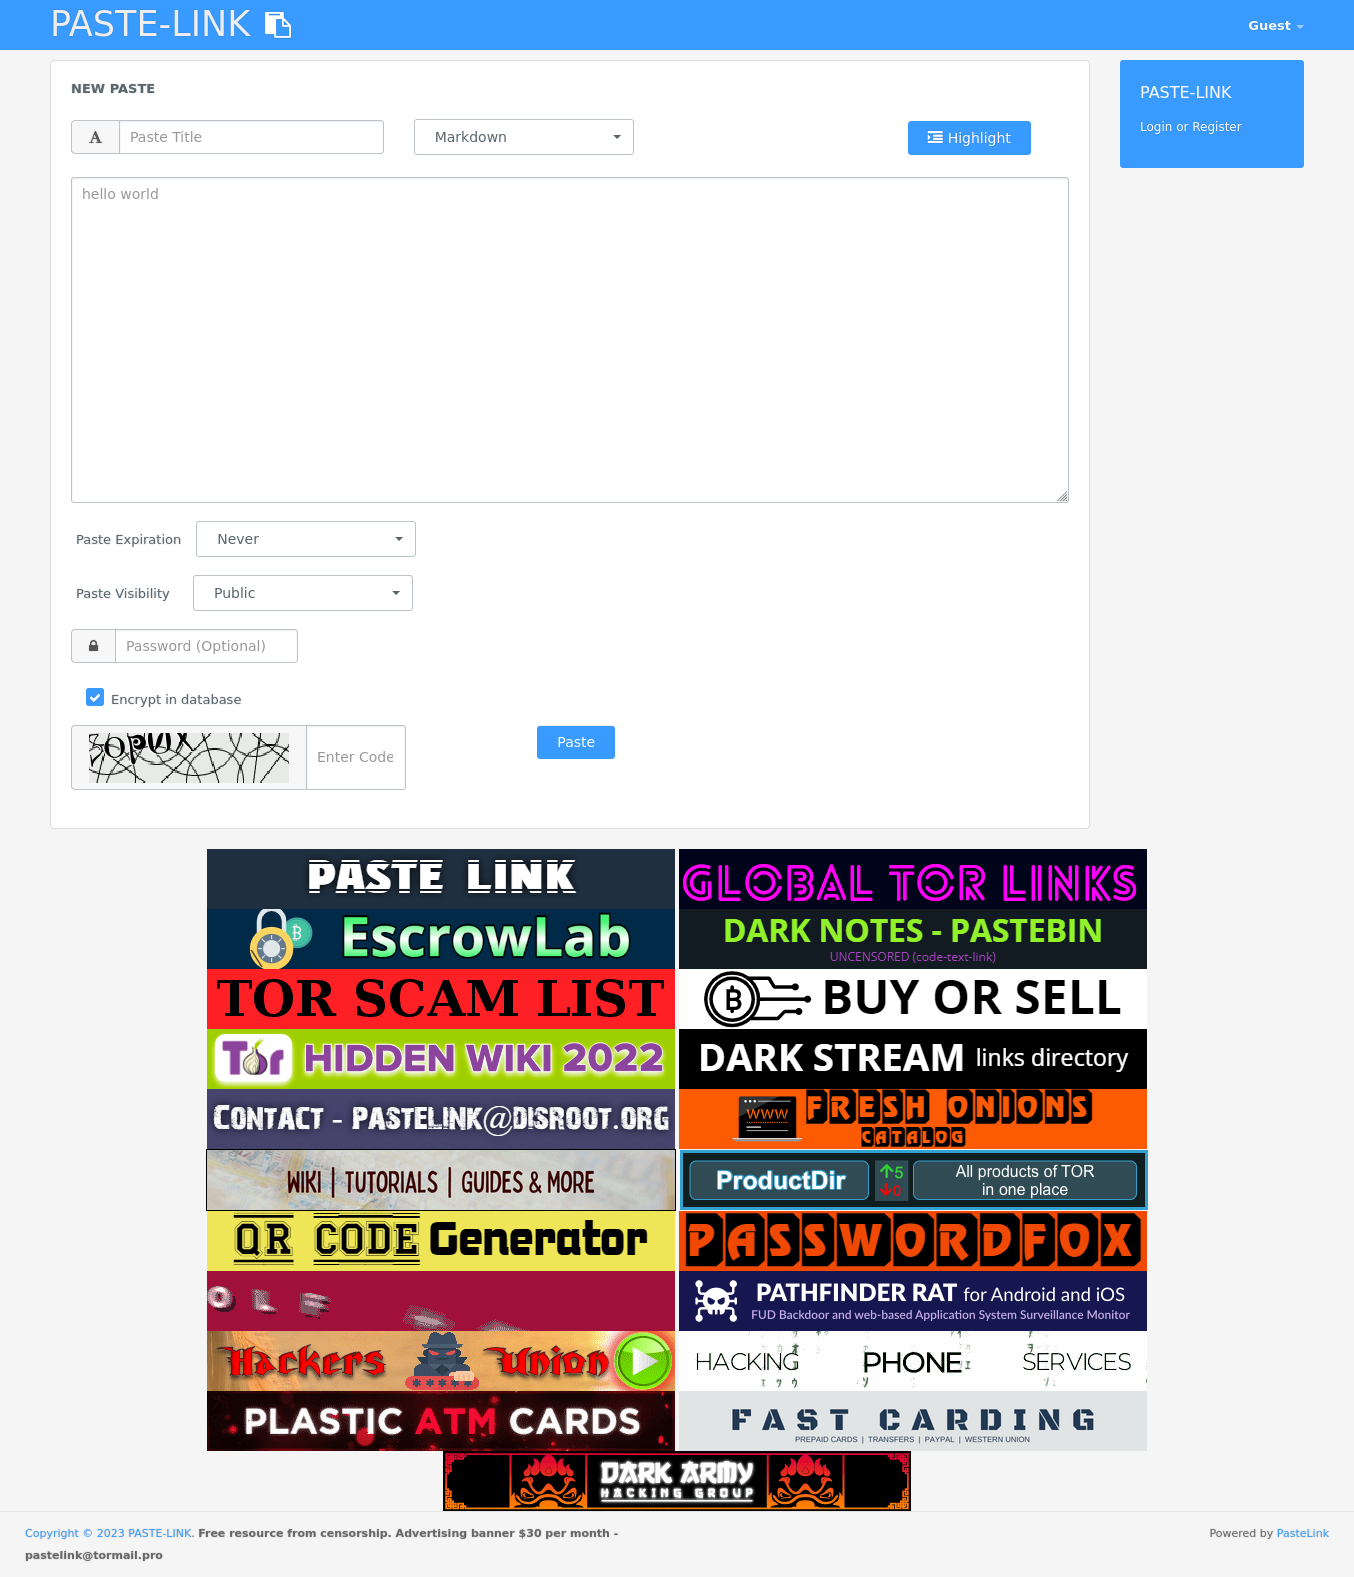 PASTE-LINK
Guest
NEW PASTE
Paste Title
Markdown
Highlight
hello world
PASTE-LINK
Login or Register
Paste Expiration
Never
Paste Visibility
Public
Password (Optional)
Encrypt in database
Enter Code
Paste
PASTE LINK
GLOBAL TOR LINKS
EscrowLab
DARK NOTES - PASTEBIN
UNCENSORED (code-text-link)
TOR SCAM LIST
BUY OR SELL
Tor HIDDEN WIKI 2022
DARK STREAM links directory
CONTACT - PASTELINK@DISROOT.ORG
WWW
FRESH ONIONS
CATALOG
WIKI | TUTORIALS | GUIDES & MORE
ProductDir
5
0
All products of TOR
in one place
QR CODE Generator
PASSWORDFOX
O L F
PATHFINDER RAT for Android and iOS
FUD Backdoor and web-based Application System Surveillance Monitor
Hackers Union
HACKING PHONE SERVICES
PLASTIC ATM CARDS
FAST CARDING
PREPAID CARDS | TRANSFERS | PAYPAL | WESTERN UNION
DARK ARMY
HACKING GROUP
Copyright © 2023 PASTE-LINK. Free resource from censorship. Advertising banner $30 per month -
pastelink@tormail.pro
Powered by PasteLink